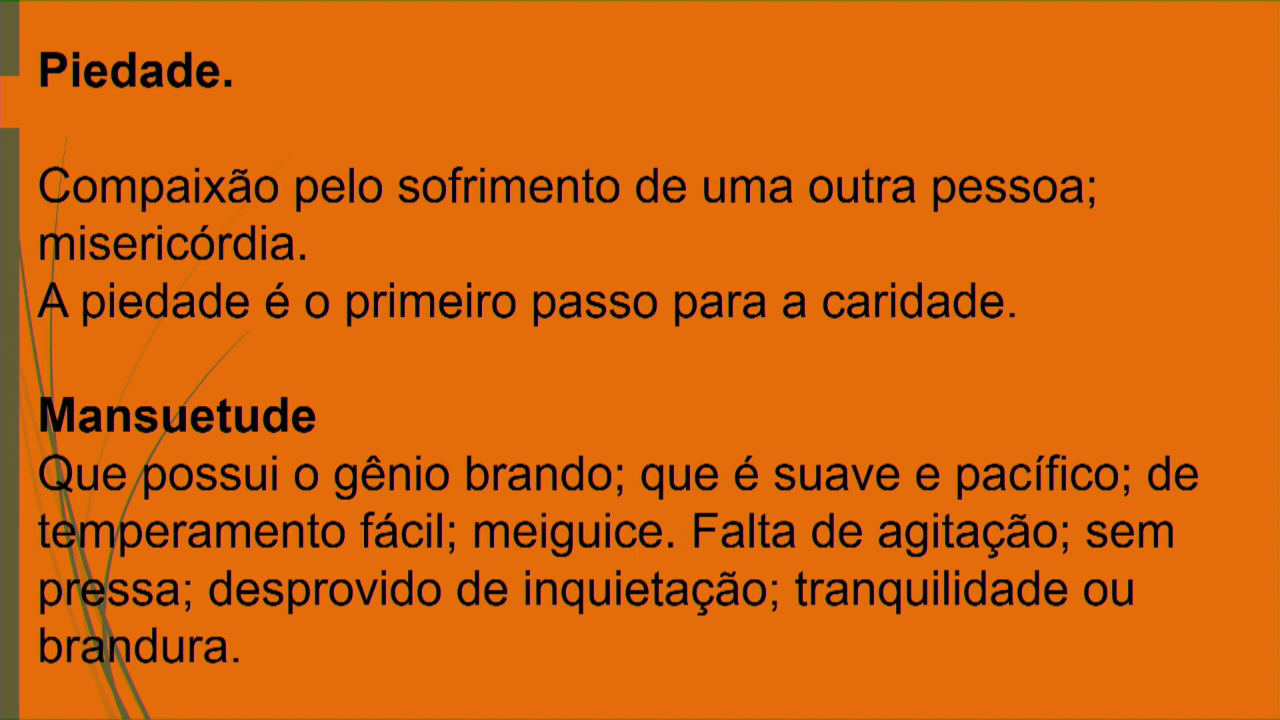 Piedade.
Compaixão pelo sofrimento de uma outra pessoa;
misericórdia.
A piedade é o primeiro passo para a caridade.
Mansuetude
Que possui o gênio brando; que é suave e pacífico; de
temperamento fácil; meiguice. Falta de agitação; sem
pressa; desprovido de inquietação; tranquilidade ou
brandura.